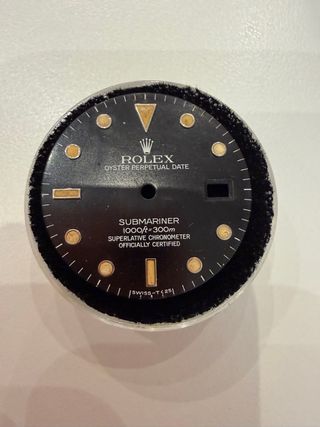 ROLEX
OYSTER PERPETUAL DATE
SUBMARINER
1000ft=300m
SUPERLATIVE CHRONOMETER
OFFICIALLY CERTIFIED
SWISS-T<25